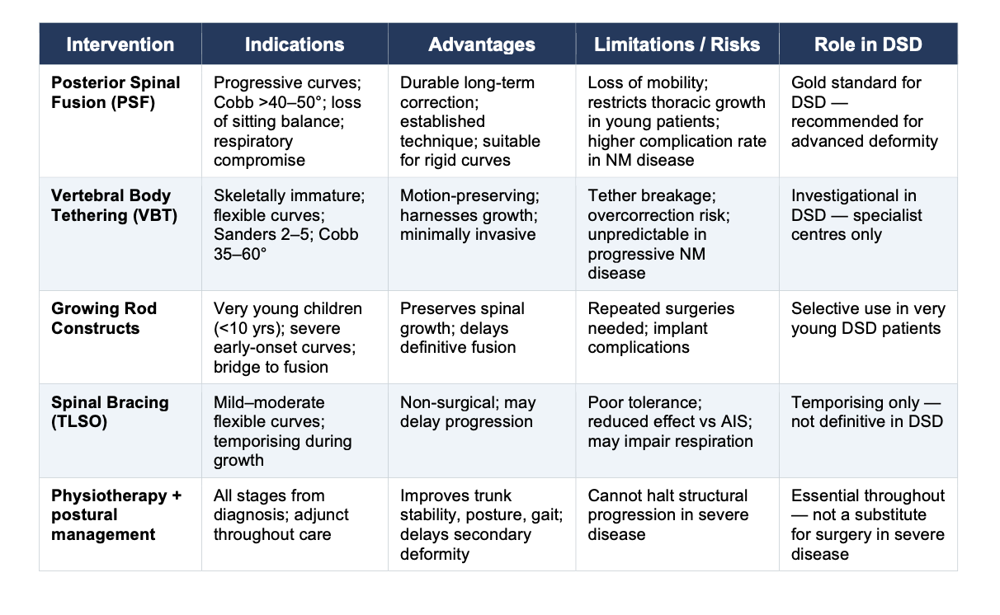 Intervention
Indications
Advantages
Limitations / Risks
Role in DSD
Posterior Spinal
Fusion (PSF)
Progressive curves;
Cobb >40–50°; loss
of sitting balance;
respiratory
compromise
Durable long-term
correction;
established
technique; suitable
for rigid curves
Loss of mobility;
restricts thoracic growth
in young patients;
higher complication rate
in NM disease
Gold standard for
DSD —
recommended for
advanced deformity
Vertebral Body
Tethering (VBT)
Skeletally immature;
flexible curves;
Sanders 2–5; Cobb
35–60°
Motion-preserving;
harnesses growth;
minimally invasive
Tether breakage;
overcorrection risk;
unpredictable in
progressive NM
disease
Investigational in
DSD — specialist
centres only
Growing Rod
Constructs
Very young children
(<10 yrs); severe
early-onset curves;
bridge to fusion
Preserves spinal
growth; delays
definitive fusion
Repeated surgeries
needed; implant
complications
Selective use in very
young DSD patients
Spinal Bracing
(TLSO)
Mild–moderate
flexible curves;
temporising during
growth
Non-surgical; may
delay progression
Poor tolerance;
reduced effect vs AIS;
may impair respiration
Temporising only —
not definitive in DSD
Physiotherapy +
postural
management
All stages from
diagnosis; adjunct
throughout care
Improves trunk
stability, posture, gait;
delays secondary
deformity
Cannot halt structural
progression in severe
disease
Essential throughout
— not a substitute
for surgery in severe
disease